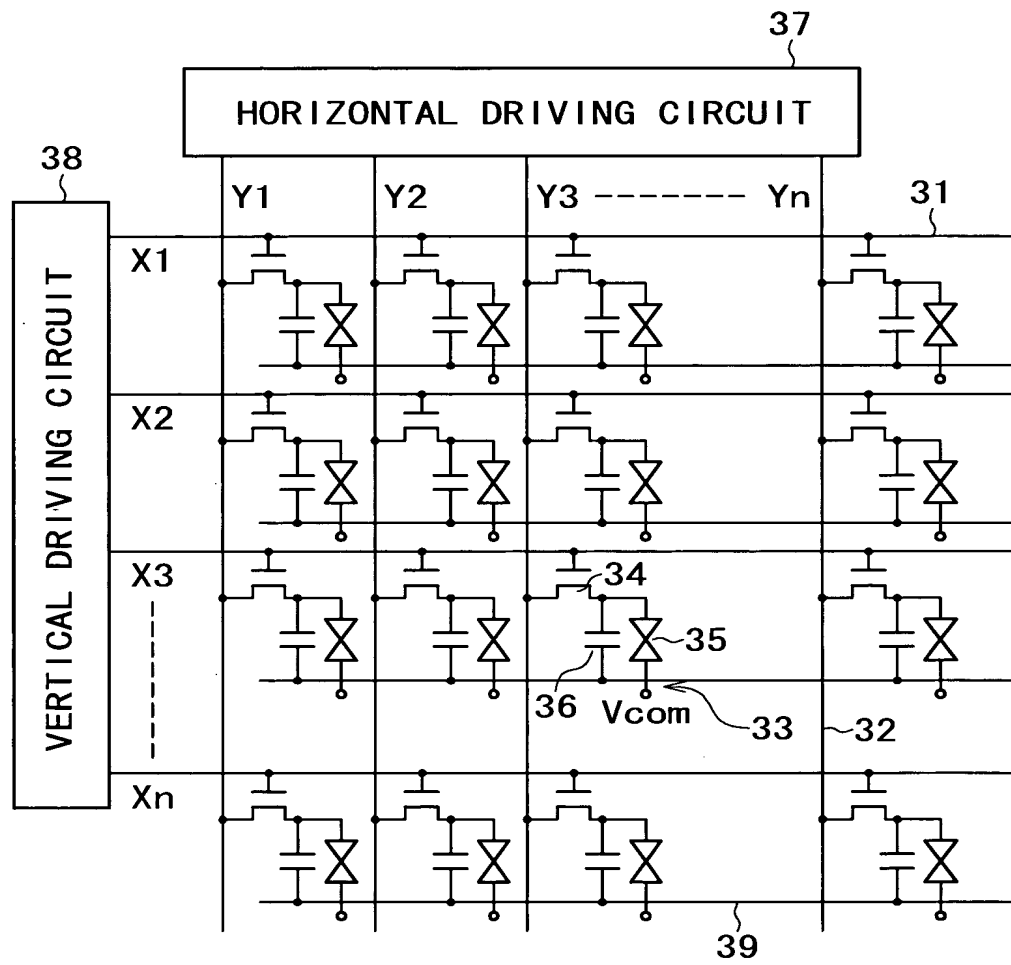 37
HORIZONTAL DRIVING CIRCUIT
38
Y1 Y2 Y3 Yn
31
VERTICAL DRIVING CIRCUIT
X1
X2
X3
34
35
36
Vcom
33
32
Xn
39